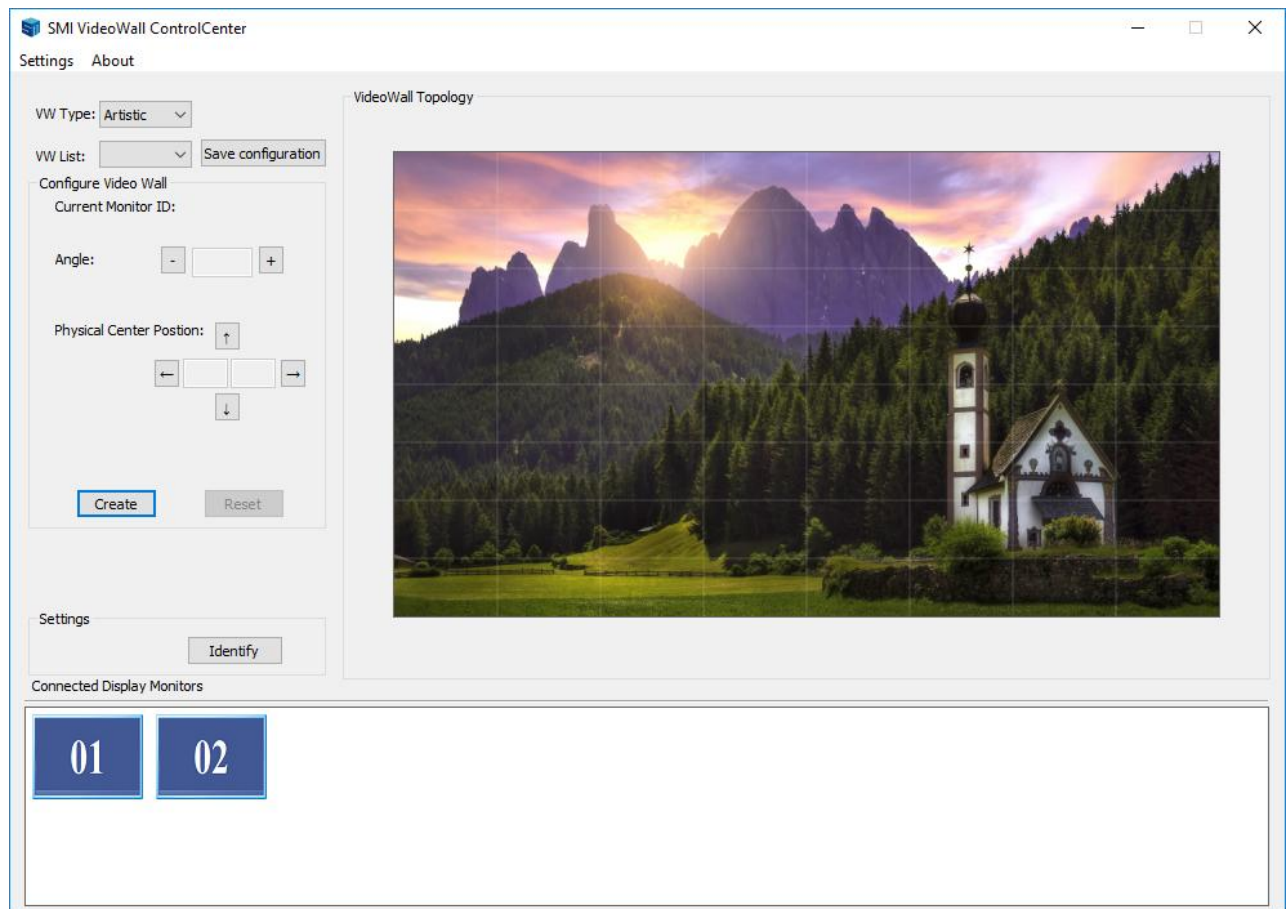 SMI VideoWall ControlCenter
Settings About
VW Type: Artistic
VW List: Save configuration
Configure Video Wall
Current Monitor ID:
Angle: - +
Physical Center Postion: ↑
← →
↓
Create Reset
Settings
Identify
VideoWall Topology
Connected Display Monitors
01 02